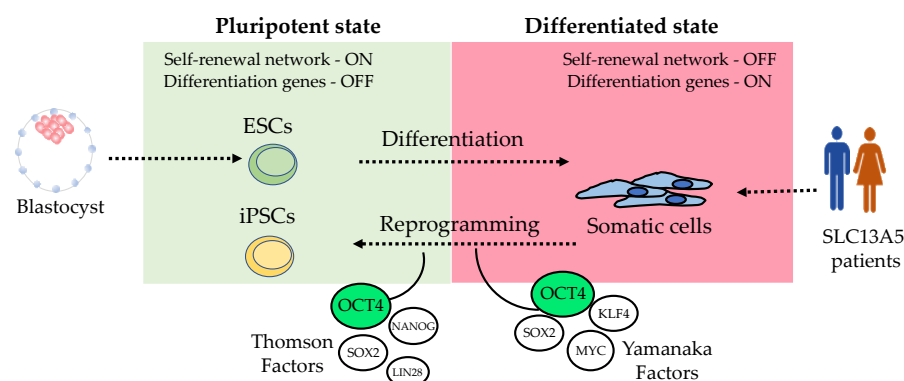 Pluripotent state
Differentiated state
Self-renewal network - ON
Differentiation genes - OFF
Self-renewal network - OFF
Differentiation genes - ON
ESCs
Differentiation
Blastocyst
iPSCs
Reprogramming
Somatic cells
SLC13A5
patients
OCT4
NANOG
SOX2
LIN28
Thomson
Factors
OCT4
KLF4
SOX2
MYC
Yamanaka
Factors